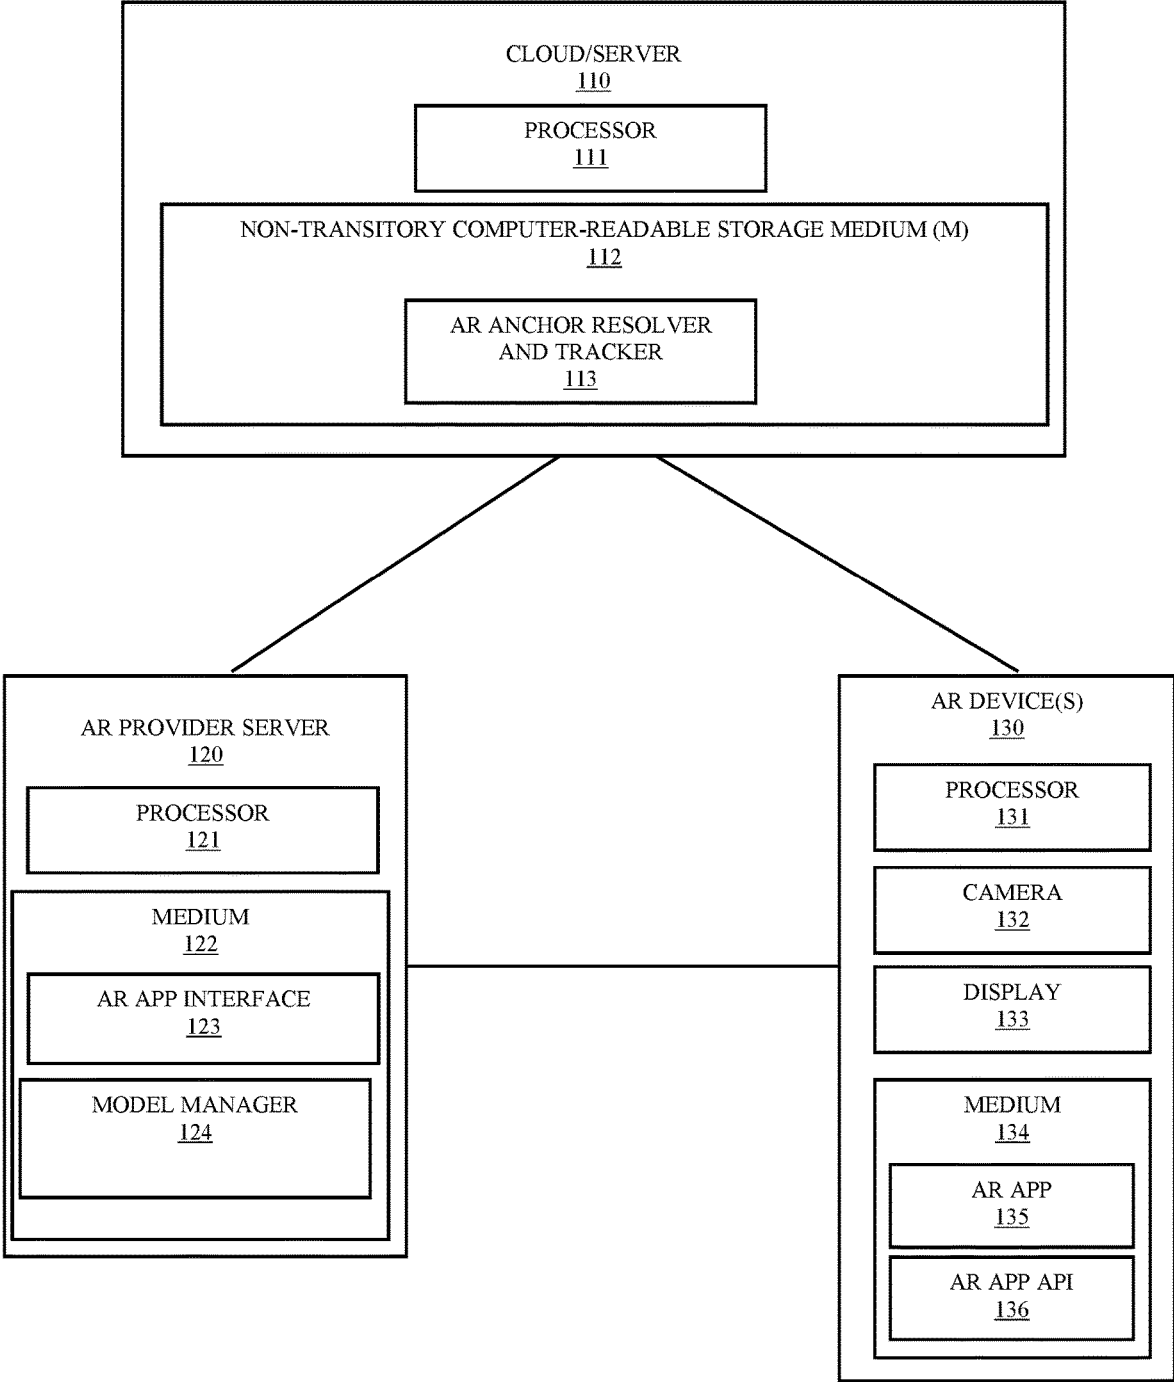 CLOUD/SERVER
110
PROCESSOR
111
NON-TRANSITORY COMPUTER-READABLE STORAGE MEDIUM (M)
112
AR ANCHOR RESOLVER
AND TRACKER
113
AR PROVIDER SERVER
120
PROCESSOR
121
MEDIUM
122
AR APP INTERFACE
123
MODEL MANAGER
124
AR DEVICE(S)
130
PROCESSOR
131
CAMERA
132
DISPLAY
133
MEDIUM
134
AR APP
135
AR APP API
136